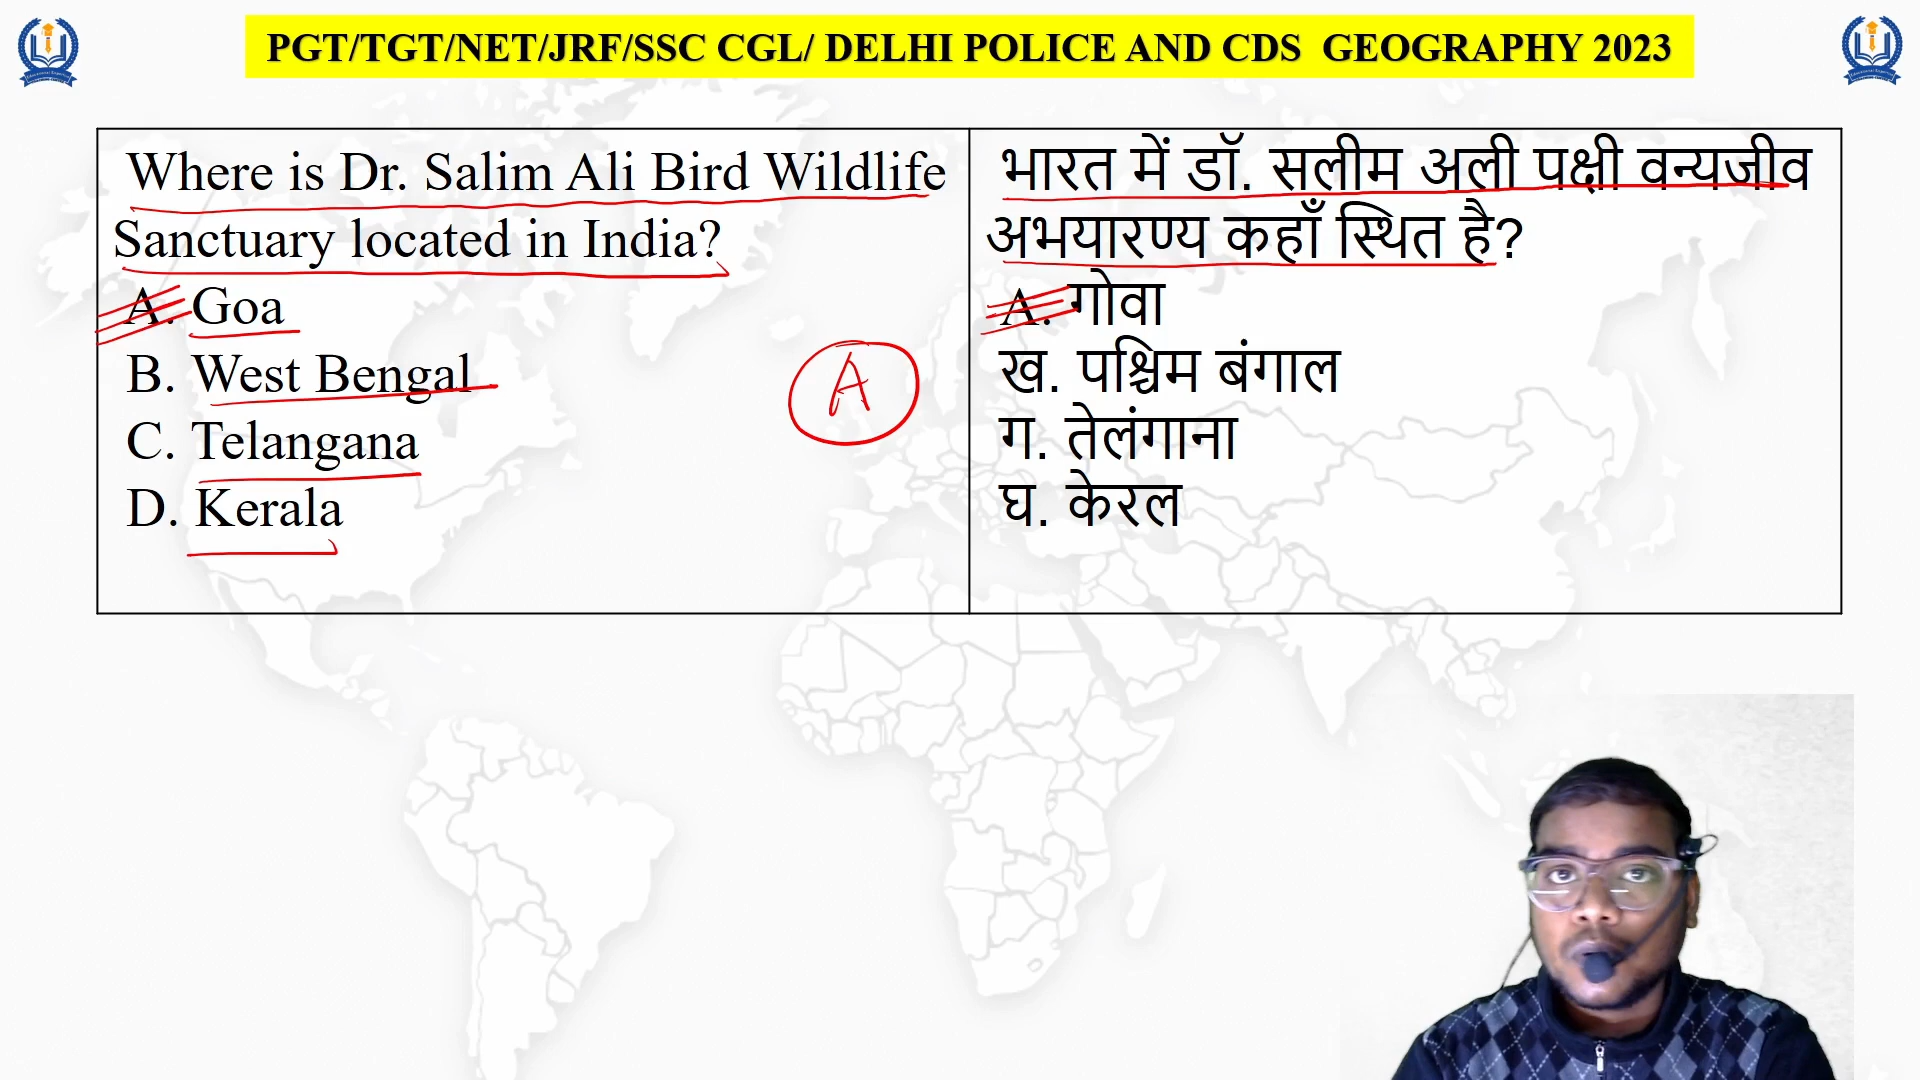 PGT/TGT/NET/JRF/SSC CGL/ DELHI POLICE AND CDS GEOGRAPHY 2023
Where is Dr. Salim Ali Bird Wildlife
Sanctuary located in India?
A. Goa
B. West Bengal
C. Telangana
D. Kerala
A
भारत में डॉ. सलीम अली पक्षी वन्यजीव
अभयारण्य कहाँ स्थित है?
A. गोवा
ख. पश्चिम बंगाल
ग. तेलंगाना
घ. केरल